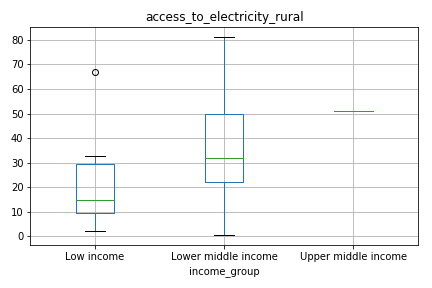 access_to_electricity_rural
80
70
60
50
40
30
20
10
0
Low income
Lower middle income
Upper middle income
income_group